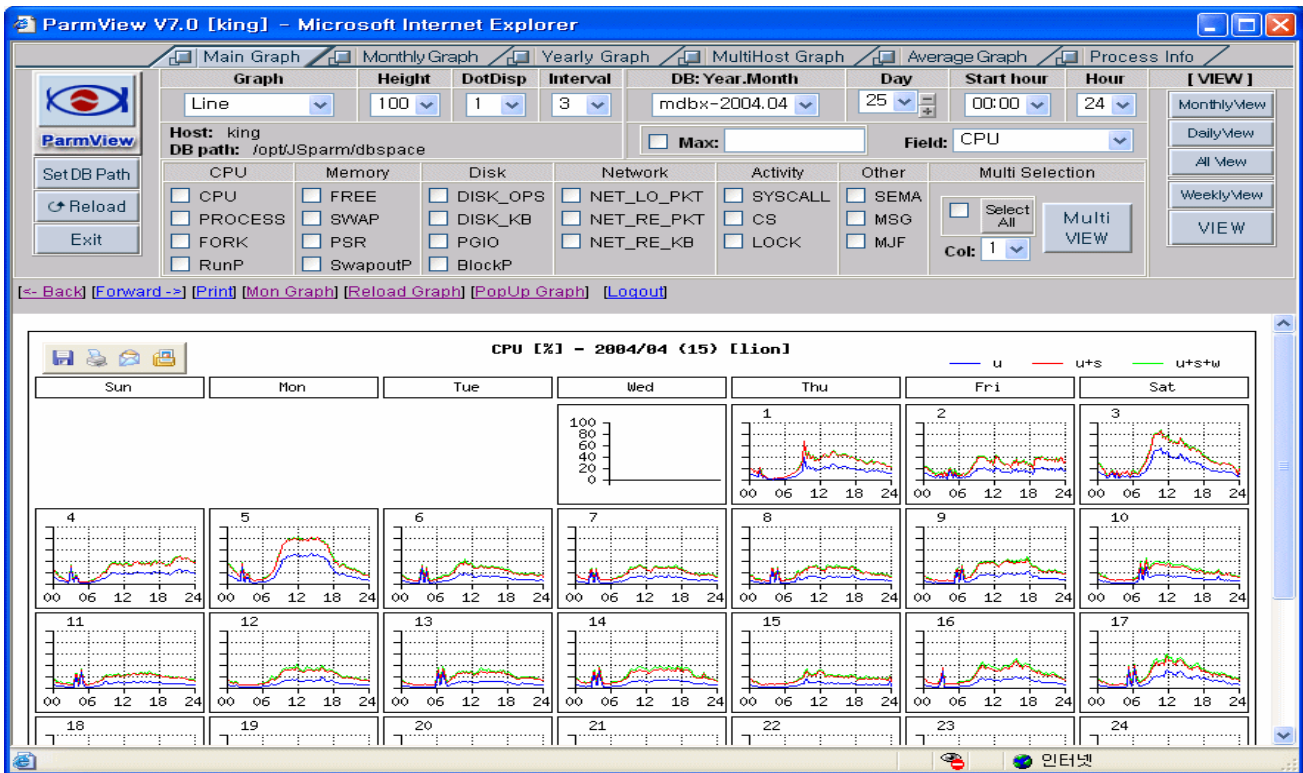 ParmView V7.0 [king] - Microsoft Internet Explorer
Main Graph Monthly Graph Yearly Graph MultiHost Graph Average Graph Process Info
Graph Height DotDisp Interval DB: Year.Month Day Start hour Hour [ VIEW ]
Line 100 1 3 mdbx-2004.04 25 00:00 24 MonthlyView
ParmView
Host: king
DB path: /opt/JSparm/dbspace
Max: Field: CPU DailyView
Set DB Path CPU Memory Disk Network Activity Other Multi Selection All View
CPU FREE DISK_OPS NET_LO_PKT SYSCALL SEMA WeeklyView
Reload PROCESS SWAP DISK_KB NET_RE_PKT CS MSG Select All Multi VIEW VIEW
Exit FORK PSR PGIO NET_RE_KB LOCK MJF Col: 1
RunP SwapoutP BlockP
[<- Back] [Forward ->] [Print] [Mon Graph] [Reload Graph] [PopUp Graph] [Logout]
CPU [%] - 2004/04 (15) [lion]
u u+s u+s+w
Sun Mon Tue Wed Thu Fri Sat
1 2 3
100
80
60
40
20
0
00 06 12 18 24 00 06 12 18 24 00 06 12 18 24
4 5 6 7 8 9 10
00 06 12 18 24 00 06 12 18 24 00 06 12 18 24 00 06 12 18 24 00 06 12 18 24 00 06 12 18 24 00 06 12 18 24
11 12 13 14 15 16 17
00 06 12 18 24 00 06 12 18 24 00 06 12 18 24 00 06 12 18 24 00 06 12 18 24 00 06 12 18 24 00 06 12 18 24
18 19 20 21 22 23 24
인터넷